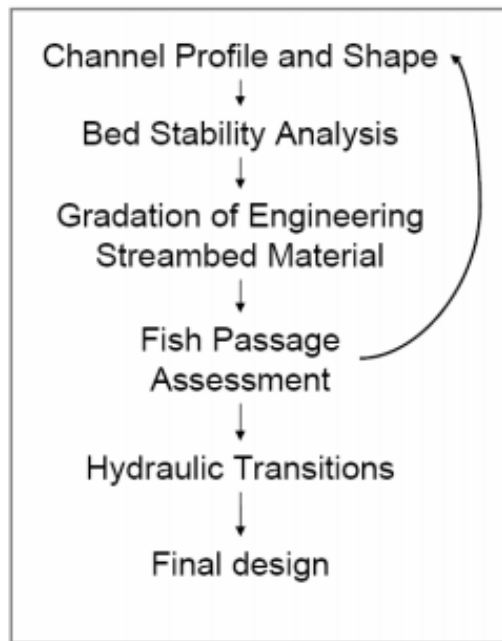 Channel Profile and Shape
Bed Stability Analysis
Gradation of Engineering
Streambed Material
Fish Passage
Assessment
Hydraulic Transitions
Final design